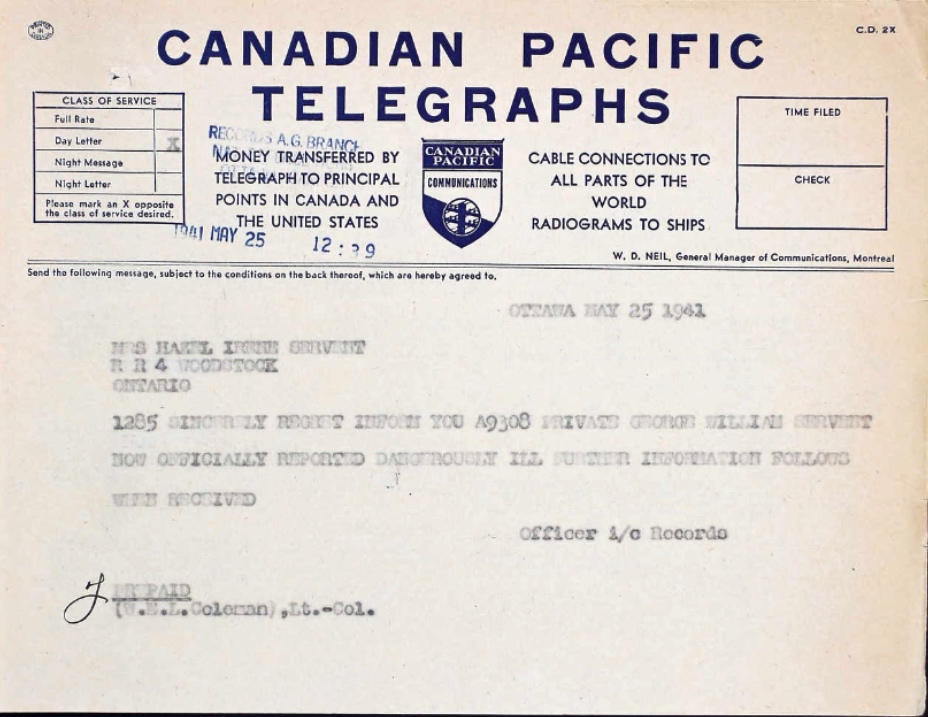 C.D. 2X
CANADIAN PACIFIC
TELEGRAPHS
CLASS OF SERVICE
Full Rate
Day Letter X
Night Message
Night Letter
Please mark an X opposite
the class of service desired.
A.G. BRANCH
MONEY TRANSFERRED BY
TELEGRAPH TO PRINCIPAL
POINTS IN CANADA AND
THE UNITED STATES
1941 MAY 25
CANADIAN
PACIFIC
COMMUNICATIONS
CABLE CONNECTIONS TO
ALL PARTS OF THE
WORLD
RADIOGRAMS TO SHIPS
TIME FILED
CHECK
W. D. NEIL, General Manager of Communications, Montreal
Send the following message, subject to the conditions on the back thereof, which are hereby agreed to.
OTTAWA MAY 25 1941
MRS HAZEL IRENE SERVENT
R R 4 WOODSTOCK
ONTARIO
1285 SINCERELY REGRET INFORM YOU A9308 PRIVATE GEORGE WILLIAM SERVENT
NOW OFFICIALLY REPORTED DANGEROUSLY ILL FURTHER INFORMATION FOLLOWS
WHEN RECEIVED
Officer i/c Records
PREPAID
(W.E.L.Coleman),Lt.-Col.